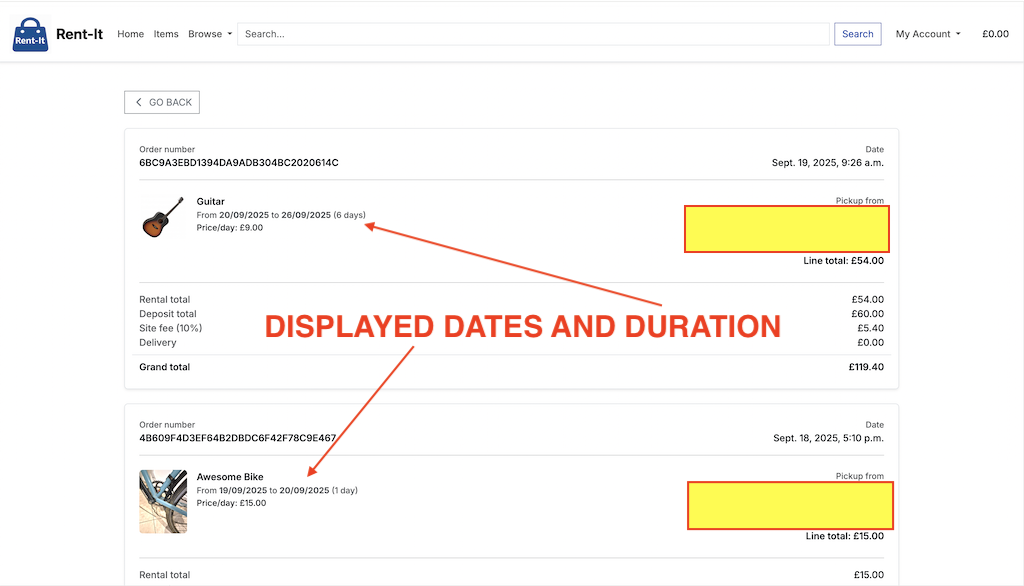 Rent-It
Rent-It Home Items Browse Search... Search My Account £0.00
GO BACK
Order number Date
6BC9A3EBD1394DA9ADB304BC2020614C Sept. 19, 2025, 9:26 a.m.
Guitar Pickup from
From 20/09/2025 to 26/09/2025 (6 days)
Price/day: £9.00
Line total: £54.00
Rental total £54.00
Deposit total £60.00
Site fee (10%) £5.40
Delivery £0.00
DISPLAYED DATES AND DURATION
Grand total £119.40
Order number Date
4B609F4D3EF64B2DBDC6F42F78C9E467 Sept. 18, 2025, 5:10 p.m.
Awesome Bike Pickup from
From 19/09/2025 to 20/09/2025 (1 day)
Price/day: £15.00
Line total: £15.00
Rental total £15.00